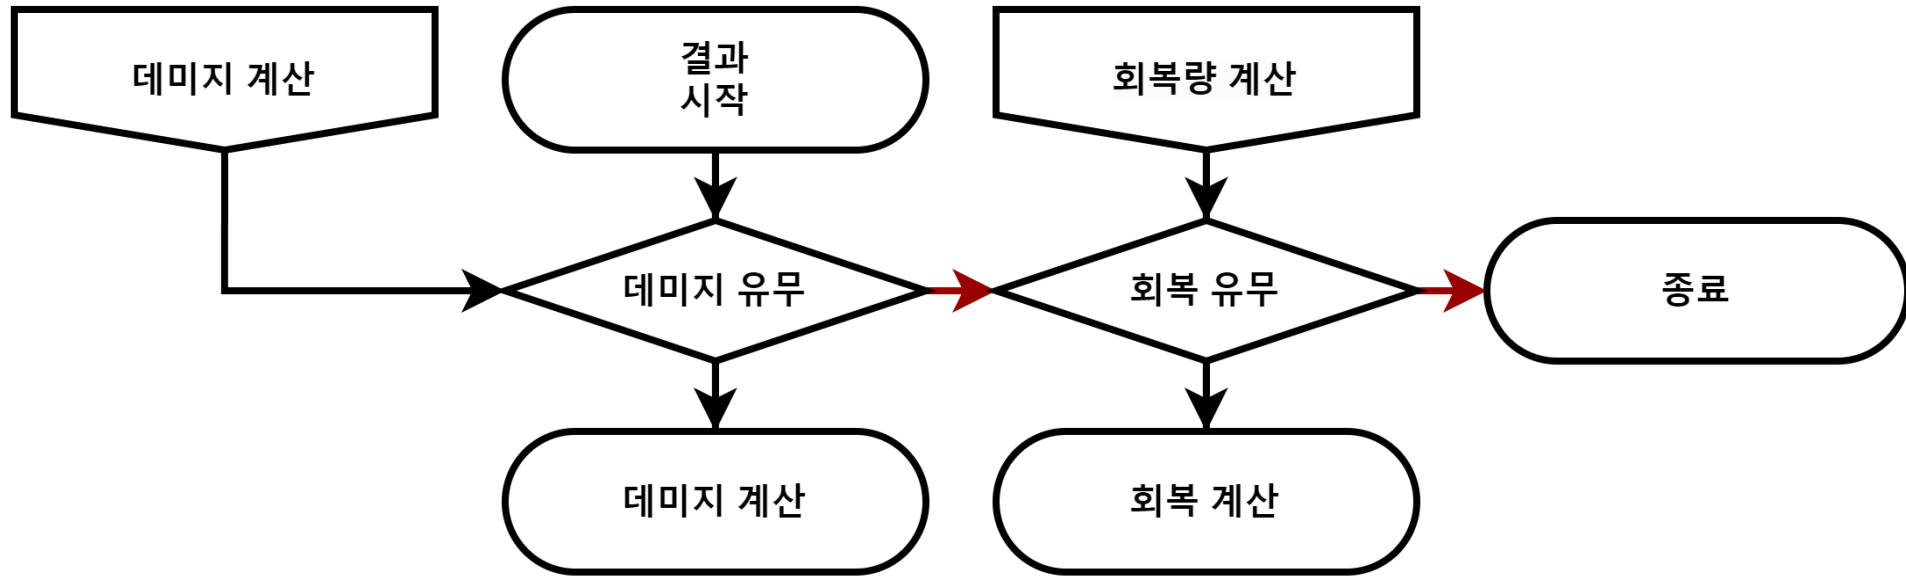 데미지 계산
결과
시작
회복량 계산
데미지 유무
회복 유무
종료
데미지 계산
회복 계산